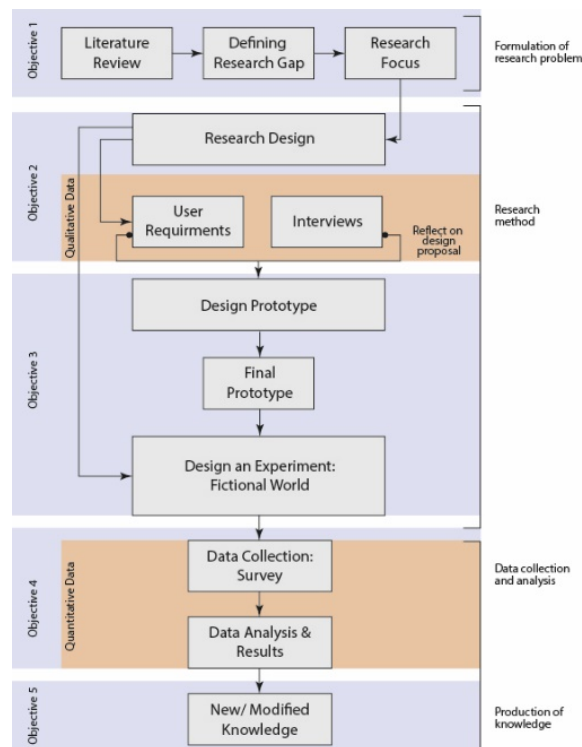 Objective 1
Literature
Review
Defining
Research Gap
Research
Focus
Formulation of
research problem
Objective 2
Research Design
Qualitative Data
User
Requirments
Interviews
Reflect on
design
proposal
Research
method
Objective 3
Design Prototype
Final
Prototype
Design an Experiment:
Fictional World
Objective 4
Quantitative Data
Data Collection:
Survey
Data Analysis &
Results
Data collection
and analysis
Objective 5
New/ Modified
Knowledge
Production of
knowledge